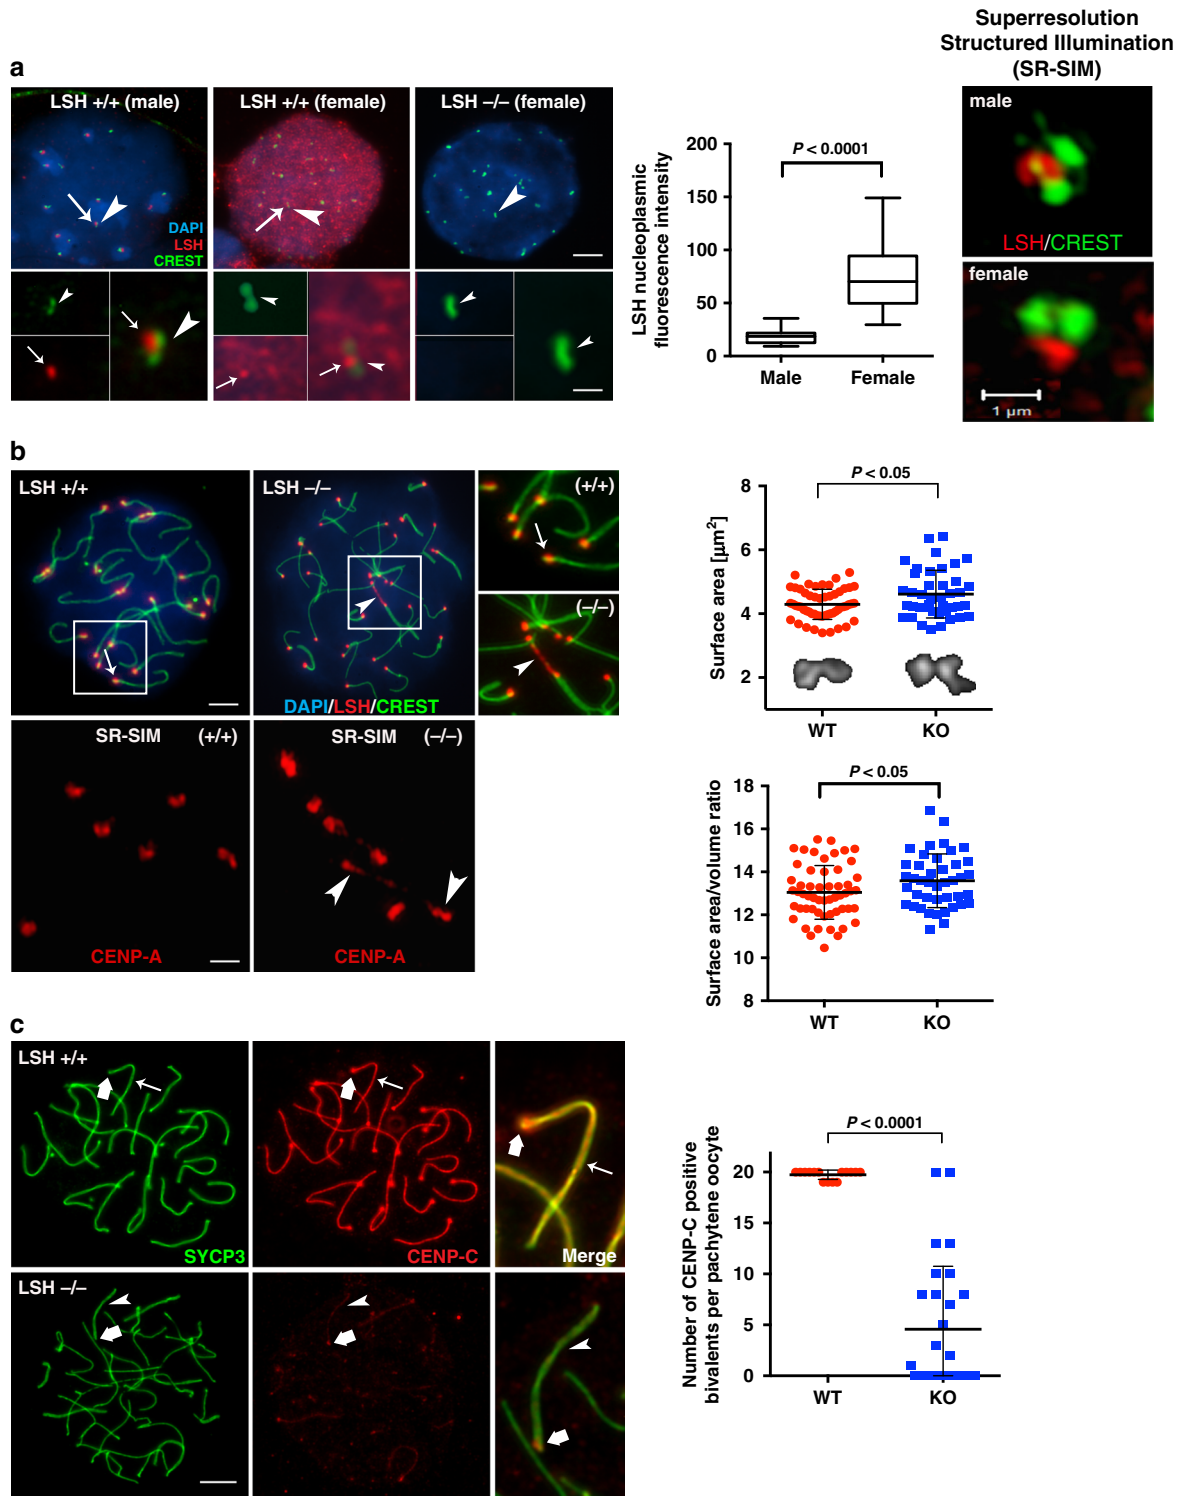 Superresolution
Structured Illumination
(SR-SIM)
a
LSH +/+ (male)
LSH +/+ (female)
LSH –/– (female)
DAPI
LSH
CREST
LSH nucleoplasmic
fluorescence intensity
200
150
100
50
0
P < 0.0001
Male
Female
male
LSH/CREST
female
1 µm
b
LSH +/+
LSH –/–
(+/+)
(–/–)
DAPI/LSH/CREST
SR-SIM (+/+)
SR-SIM (–/–)
CENP-A
CENP-A
Surface area [µm²]
8
6
4
2
P < 0.05
WT
KO
Surface area/volume ratio
18
16
14
12
10
8
P < 0.05
WT
KO
c
LSH +/+
SYCP3
CENP-C
Merge
LSH –/–
Number of CENP-C positive
bivalents per pachytene oocyte
20
15
10
5
0
P < 0.0001
WT
KO